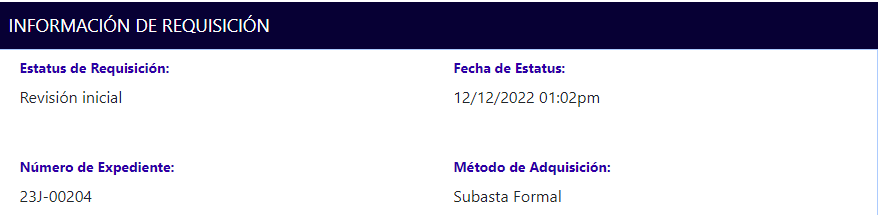 INFORMACIÓN DE REQUISICIÓN
Estatus de Requisición:
Fecha de Estatus:
Revisión inicial
12/12/2022 01:02pm
Número de Expediente:
Método de Adquisición:
23J-00204
Subasta Formal